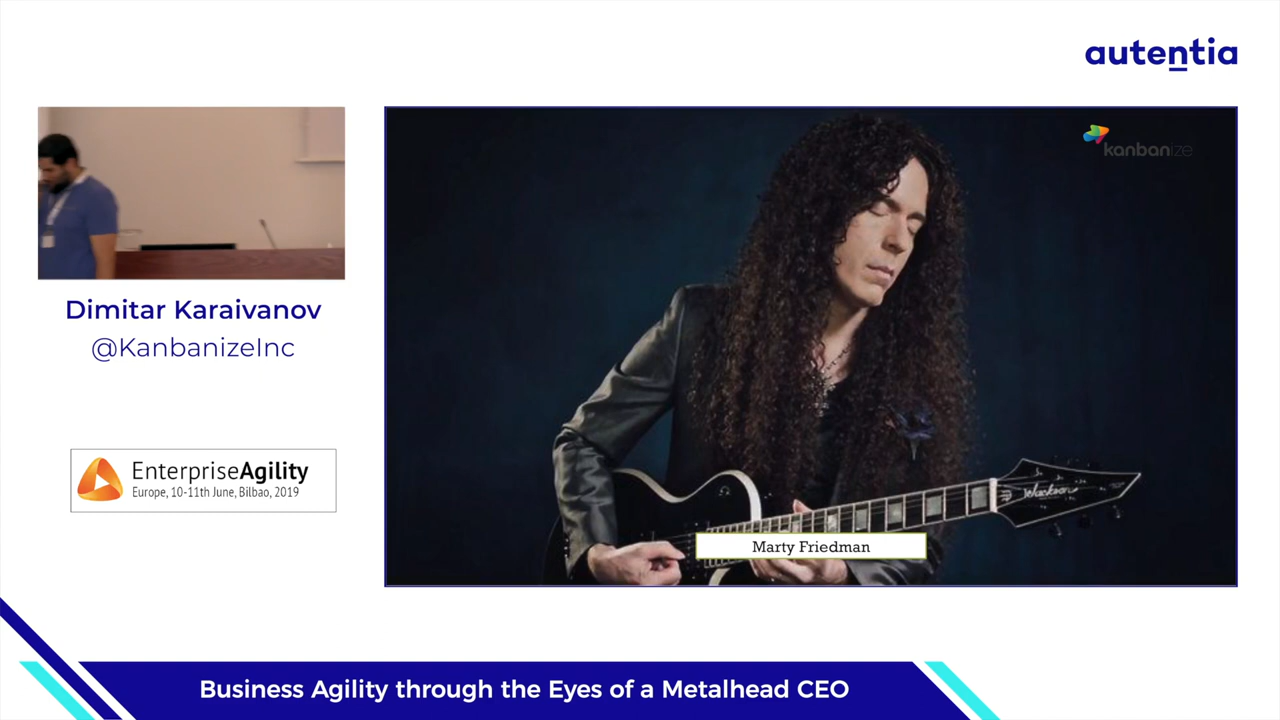 autentia
kanbanize
Dimitar Karaivanov
@KanbanizeInc
EnterpriseAgility
Europe, 10-11th June, Bilbao, 2019
Jackson
Marty Friedman
Business Agility through the Eyes of a Metalhead CEO